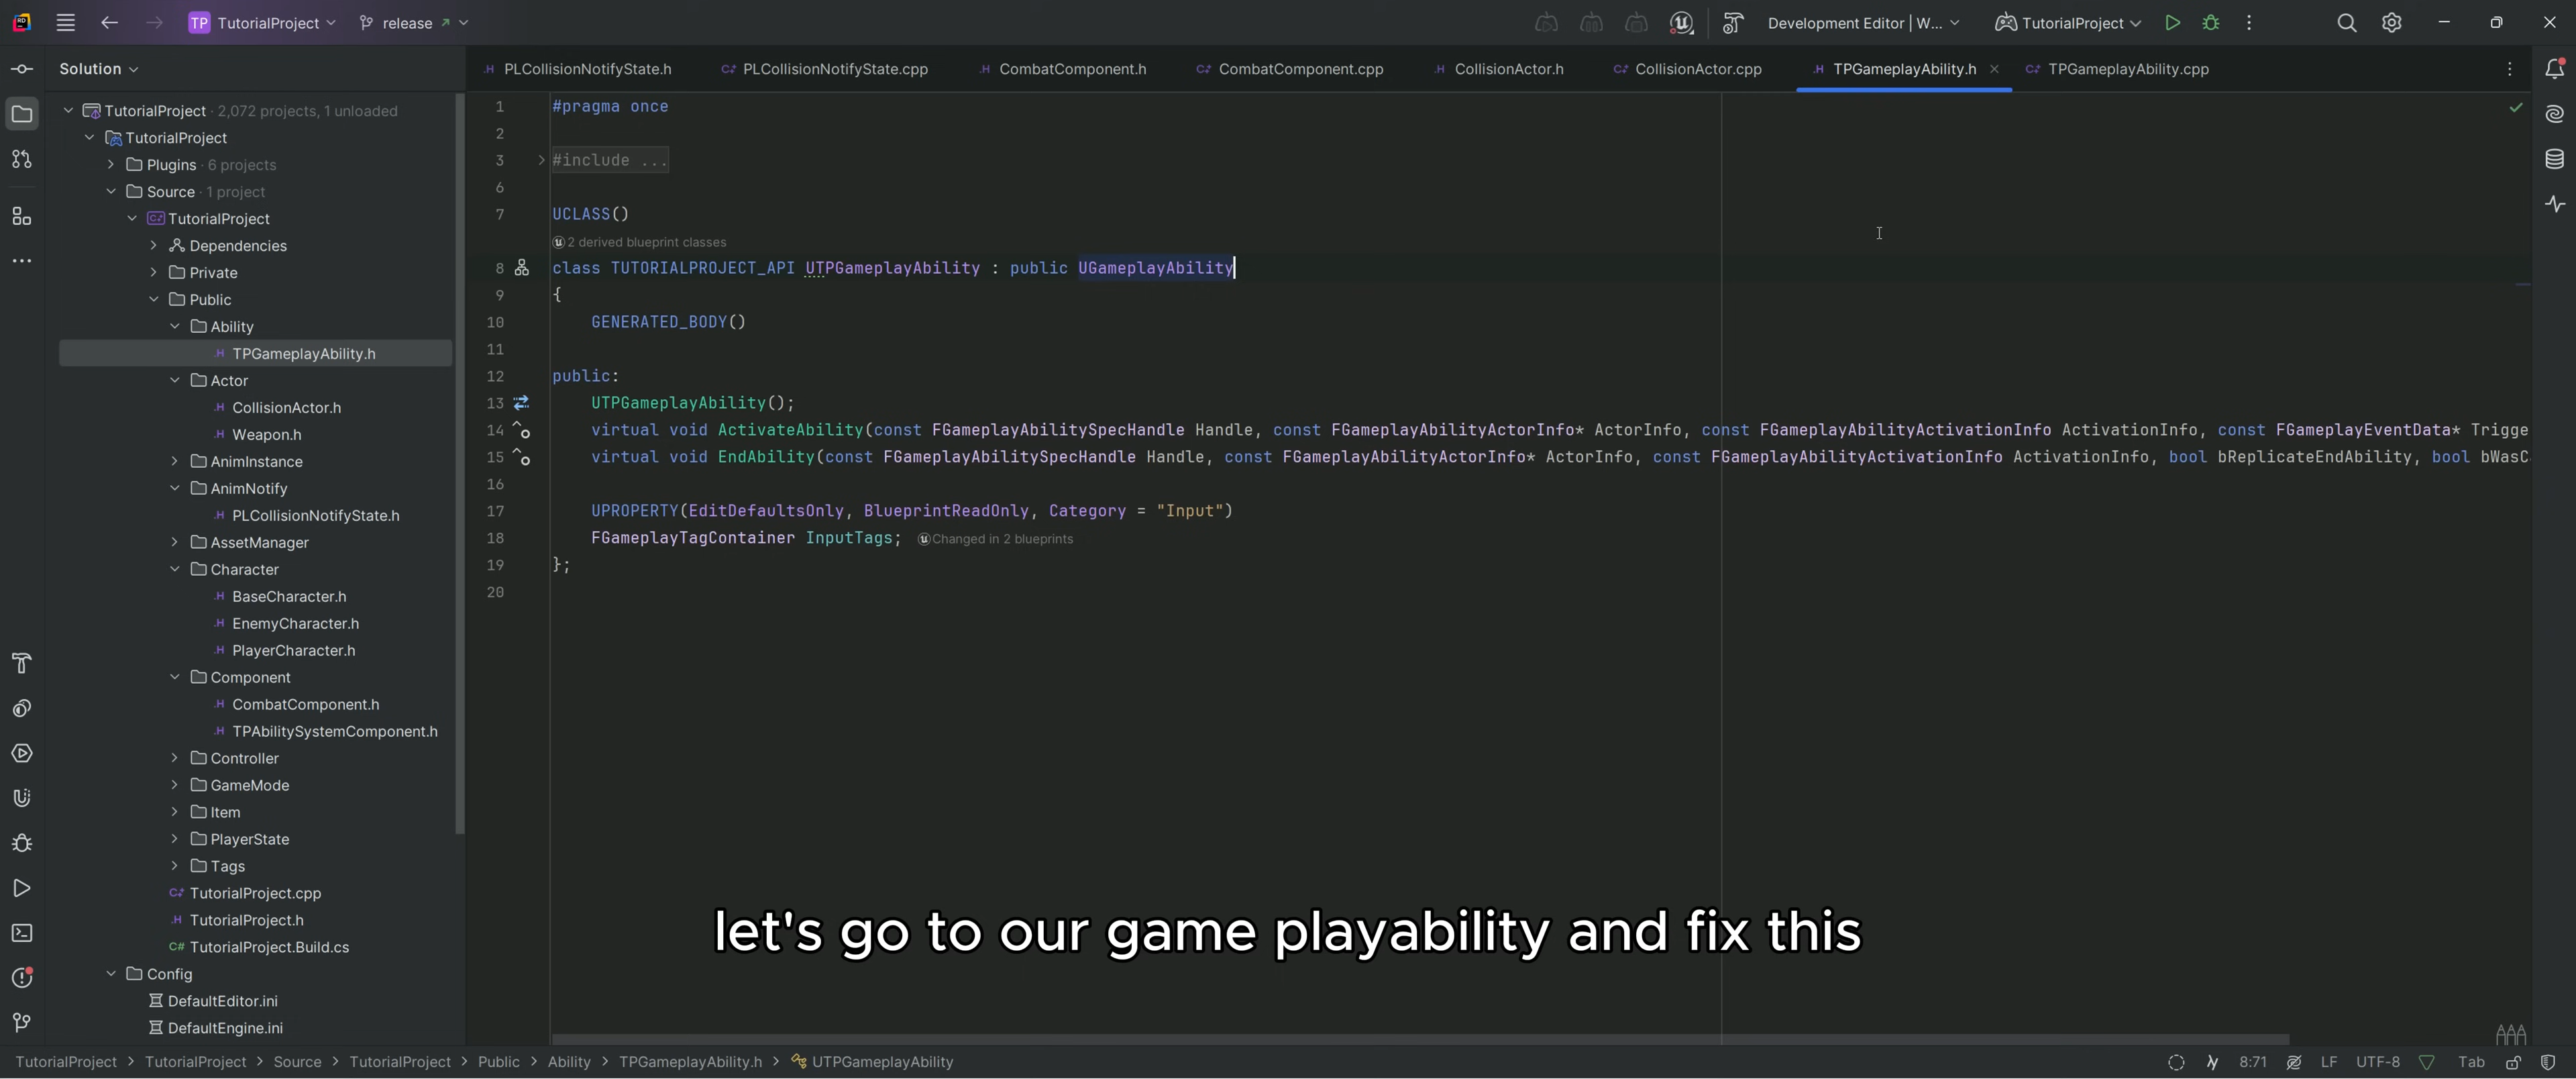 TP TutorialProject release
Development Editor | W... TutorialProject
Solution
PLCollisionNotifyState.h PLCollisionNotifyState.cpp CombatComponent.h CombatComponent.cpp CollisionActor.h CollisionActor.cpp TPGameplayAbility.h TPGameplayAbility.cpp
TutorialProject · 2,072 projects, 1 unloaded
TutorialProject
Plugins · 6 projects
Source · 1 project
TutorialProject
Dependencies
Private
Public
Ability
TPGameplayAbility.h
Actor
CollisionActor.h
Weapon.h
AnimInstance
AnimNotify
PLCollisionNotifyState.h
AssetManager
Character
BaseCharacter.h
EnemyCharacter.h
PlayerCharacter.h
Component
CombatComponent.h
TPAbilitySystemComponent.h
Controller
GameMode
Item
PlayerState
Tags
TutorialProject.cpp
TutorialProject.h
TutorialProject.Build.cs
Config
DefaultEditor.ini
DefaultEngine.ini
1 #pragma once
2
3 #include ...
6
7 UCLASS()
2 derived blueprint classes
8 class TUTORIALPROJECT_API UTPGameplayAbility : public UGameplayAbility
9 {
10 GENERATED_BODY()
11
12 public:
13 UTPGameplayAbility();
14 virtual void ActivateAbility(const FGameplayAbilitySpecHandle Handle, const FGameplayAbilityActorInfo* ActorInfo, const FGameplayAbilityActivationInfo ActivationInfo, const FGameplayEventData* Trigge
15 virtual void EndAbility(const FGameplayAbilitySpecHandle Handle, const FGameplayAbilityActorInfo* ActorInfo, const FGameplayAbilityActivationInfo ActivationInfo, bool bReplicateEndAbility, bool bWasC
16
17 UPROPERTY(EditDefaultsOnly, BlueprintReadOnly, Category = "Input")
18 FGameplayTagContainer InputTags; Changed in 2 blueprints
19 };
20
let's go to our game playability and fix this
TutorialProject > TutorialProject > Source > TutorialProject > Public > Ability > TPGameplayAbility.h > UTPGameplayAbility
8:71 LF UTF-8 Tab